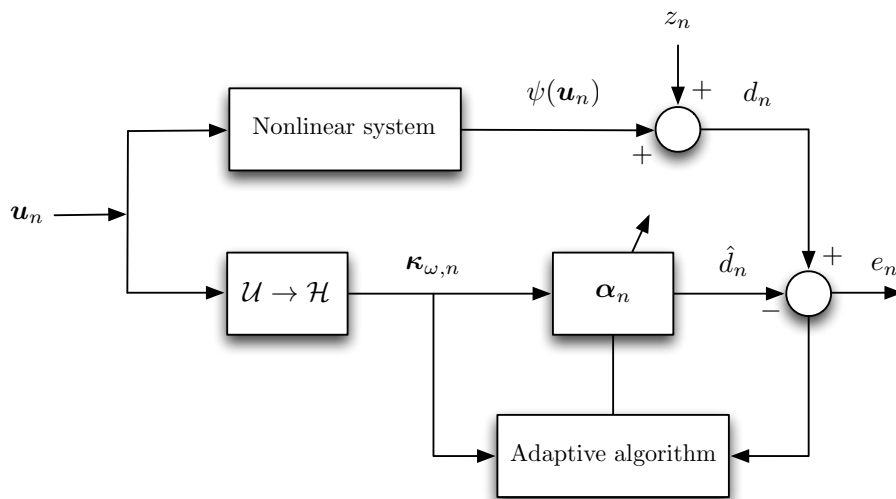 z_n
ψ(u_n)
+
d_n
Nonlinear system
+
u_n
κ_{ω,n}
d̂_n
+
e_n
U → H
α_n
−
Adaptive algorithm